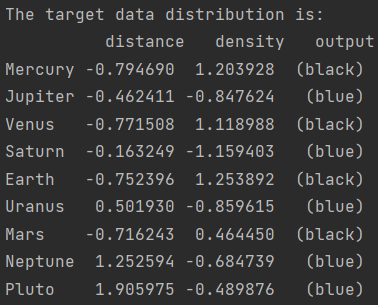 The target data distribution is:
distance density output
Mercury -0.794690 1.203928 (black)
Jupiter -0.462411 -0.847624 (blue)
Venus -0.771508 1.118988 (black)
Saturn -0.163249 -1.159403 (blue)
Earth -0.752396 1.253892 (black)
Uranus 0.501930 -0.859615 (blue)
Mars -0.716243 0.464450 (black)
Neptune 1.252594 -0.684739 (blue)
Pluto 1.905975 -0.489876 (blue)